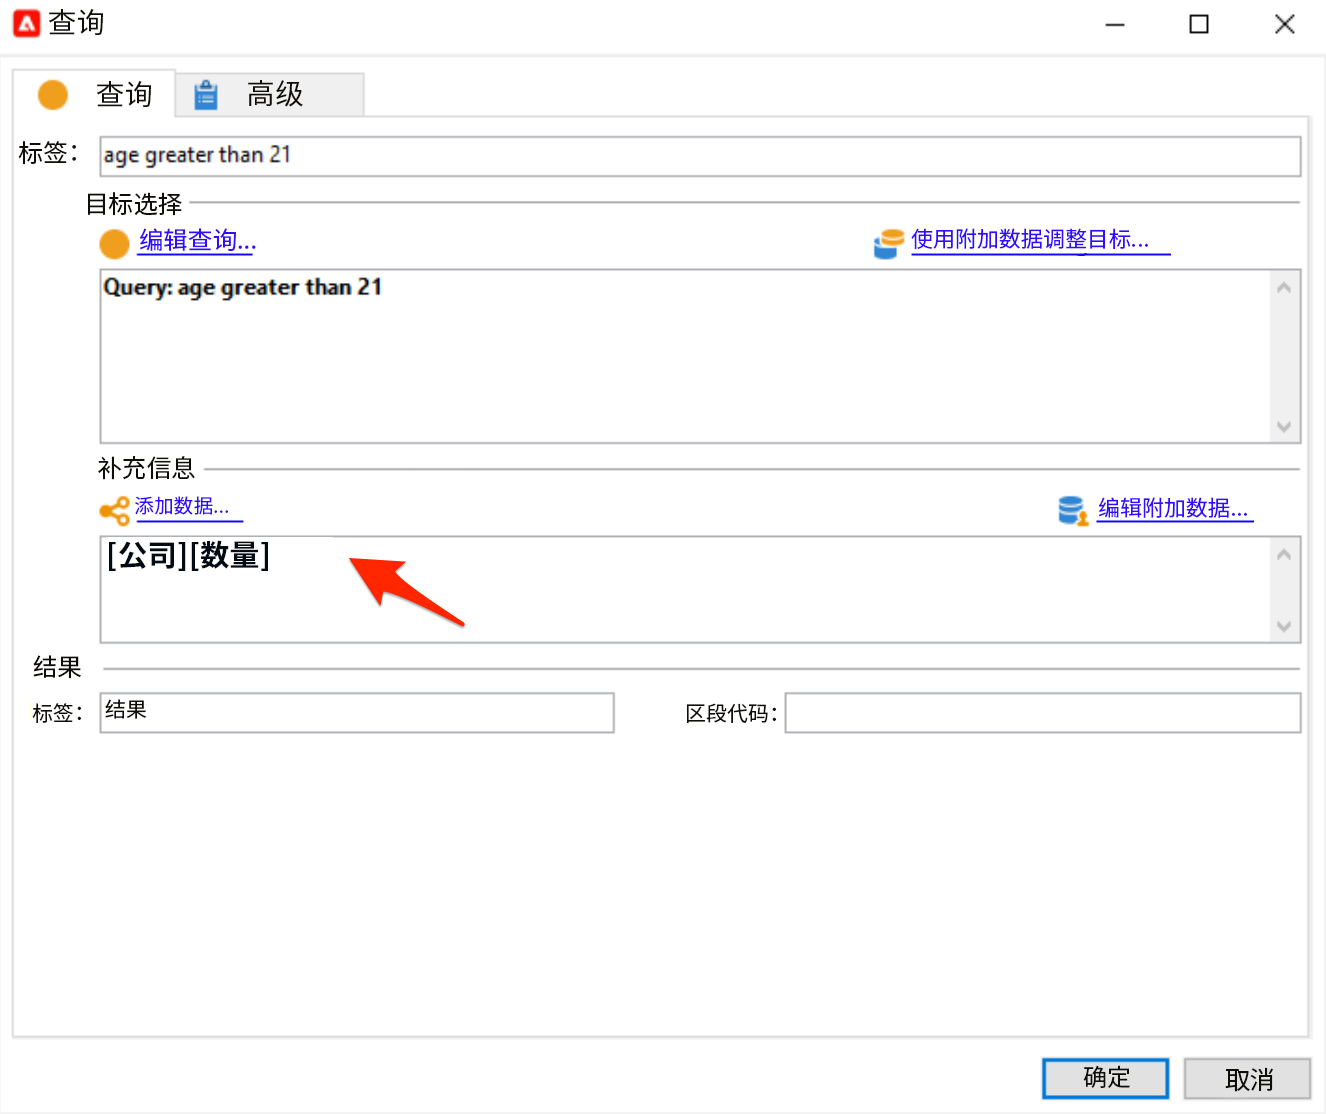 查询
查询 高级
标签： age greater than 21
目标选择
编辑查询... 使用附加数据调整目标...
Query: age greater than 21
补充信息
添加数据... 编辑附加数据...
[公司][数量]
结果
标签： 结果 区段代码：
确定 取消